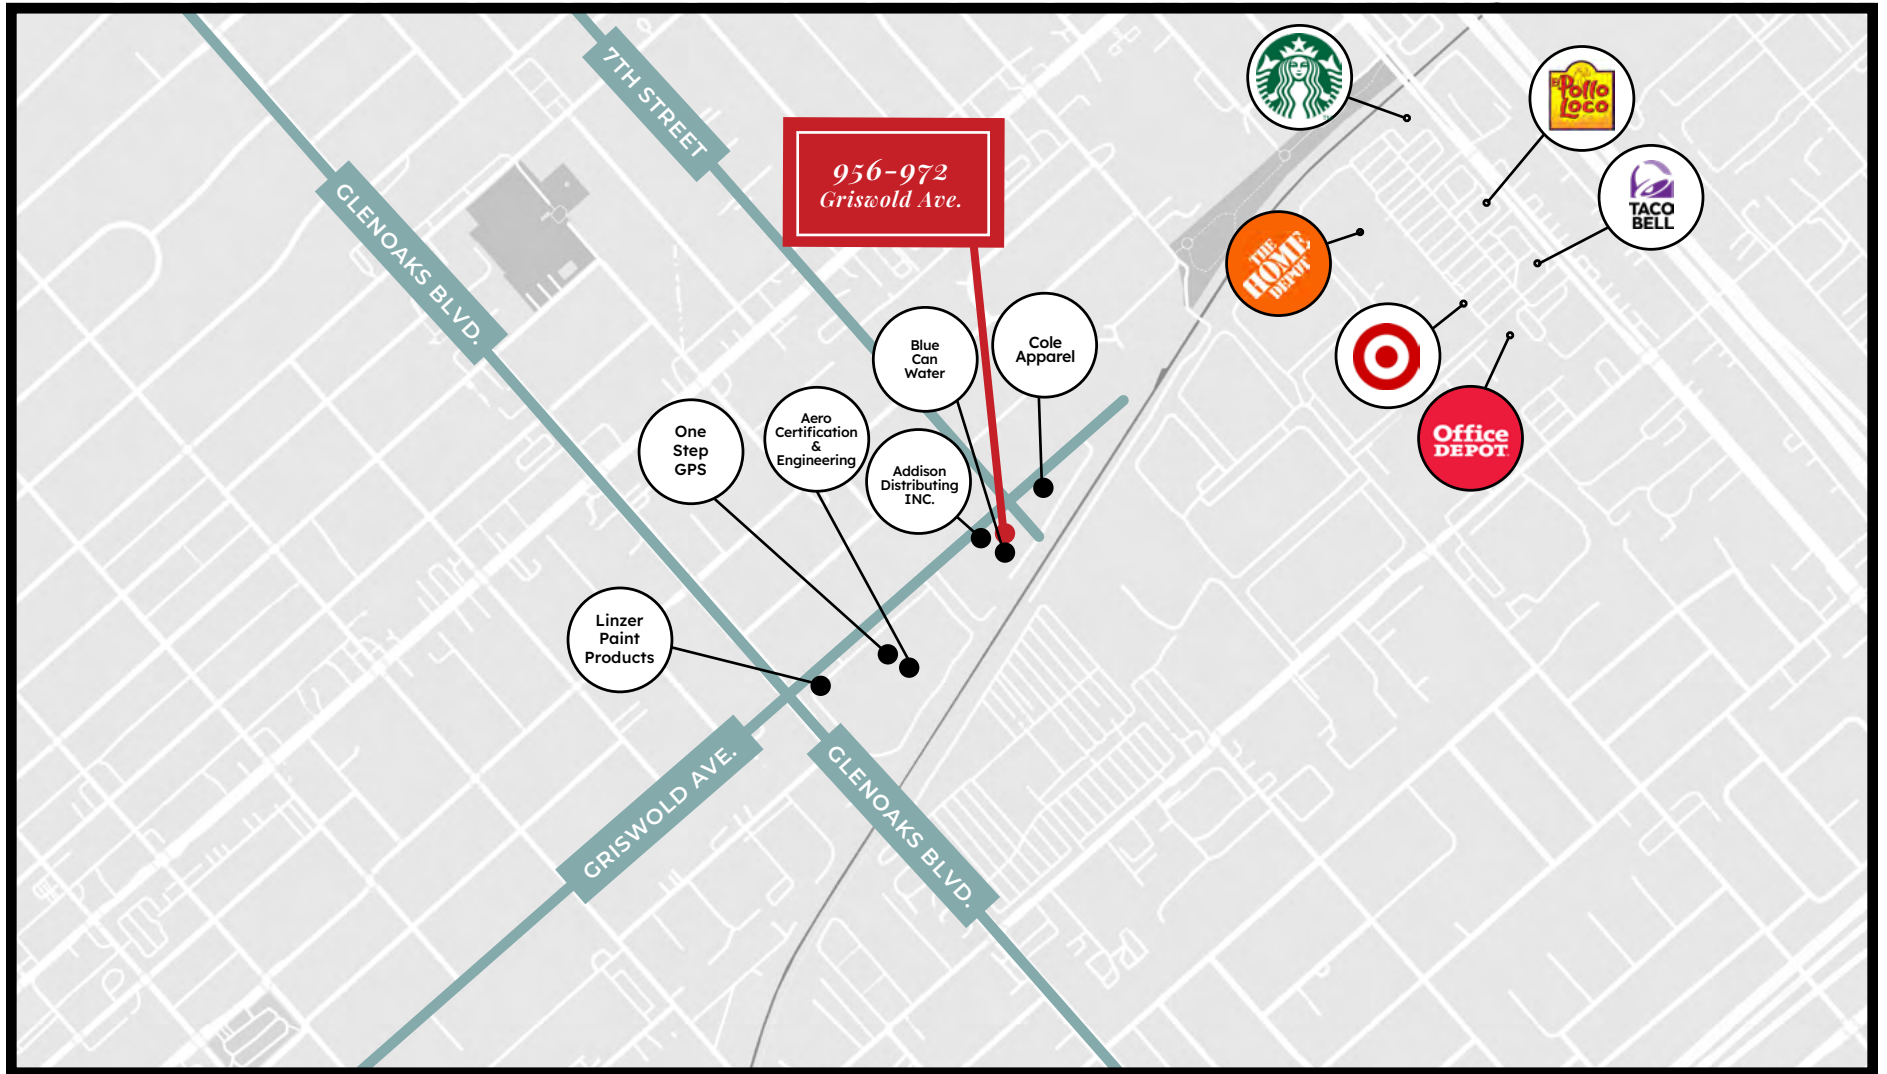 7TH STREET
GLENOAKS BLVD.
956-972
Griswold Ave.
El
Pollo
Loco
TACO
BELL
THE
HOME
DEPOT
Office
DEPOT
Blue
Can
Water
Cole
Apparel
One
Step
GPS
Aero
Certification
&
Engineering
Addison
Distributing
INC.
Linzer
Paint
Products
GRISWOLD AVE.
GLENOAKS BLVD.